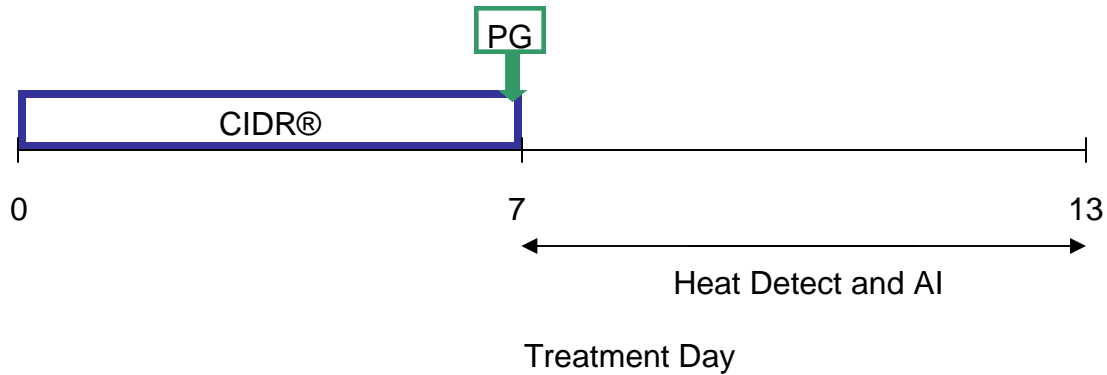 PG
CIDR®
0 7 13
Heat Detect and AI
Treatment Day